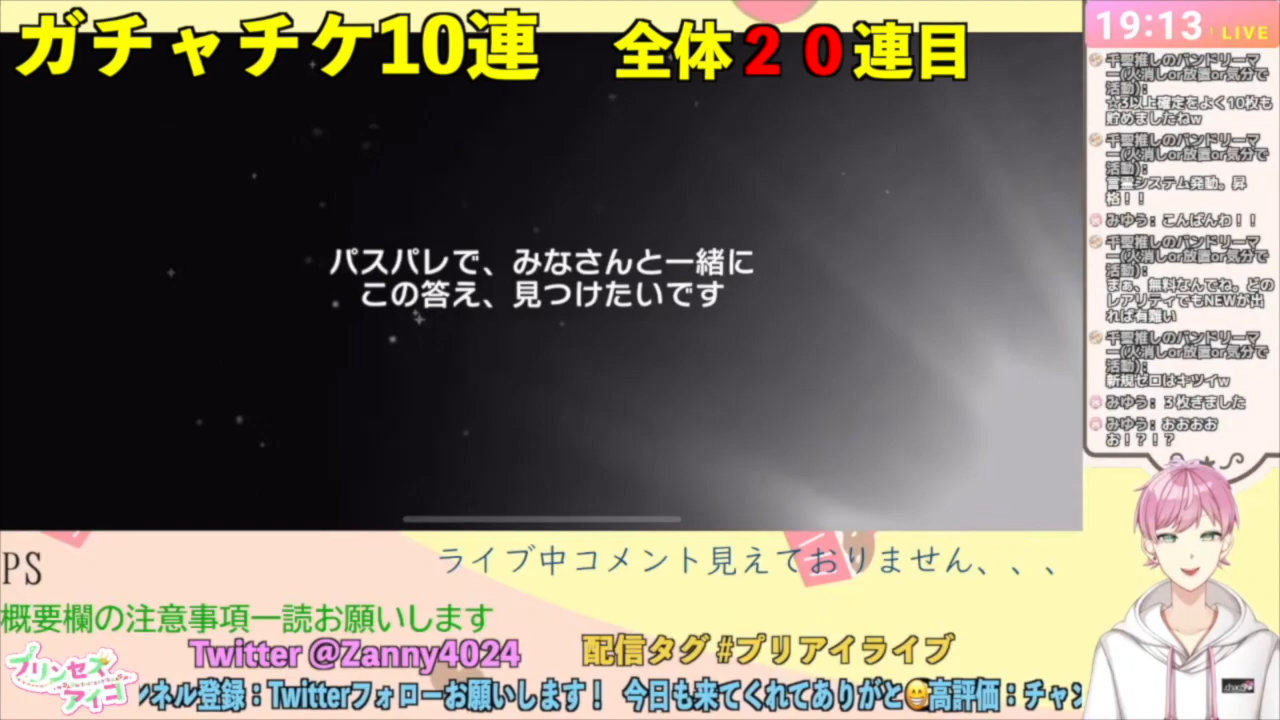 ガチャチケ10連 全体20連目
19:13 LIVE
千聖推しのバンドリーマ
ー(火消しor放置or気分で
活動):
☆3以上確定をよく10枚も
貯めましたねw
千聖推しのバンドリーマ
ー(火消しor放置or気分で
活動):
言霊システム発動。昇
格！！
みゆう: こんばんわ！！
千聖推しのバンドリーマ
ー(火消しor放置or気分で
活動):
まぁ、無料なんでね。どの
レアリティでもNEWが出
れば有難い
千聖推しのバンドリーマ
ー(火消しor放置or気分で
活動):
新規ゼロはキツイw
みゆう: ３枚きました
みゆう: おおおお
お！？！？
パスパレで、みなさんと一緒に
この答え、見つけたいです
PS
ライブ中コメント見えておりません、、、
概要欄の注意事項一読お願いします
Twitter @Zanny4024 配信タグ #プリアイライブ
プリンセス
アイコ
ンネル登録：Twitterフォローお願いします！ 今日も来てくれてありがと😁高評価：チャン